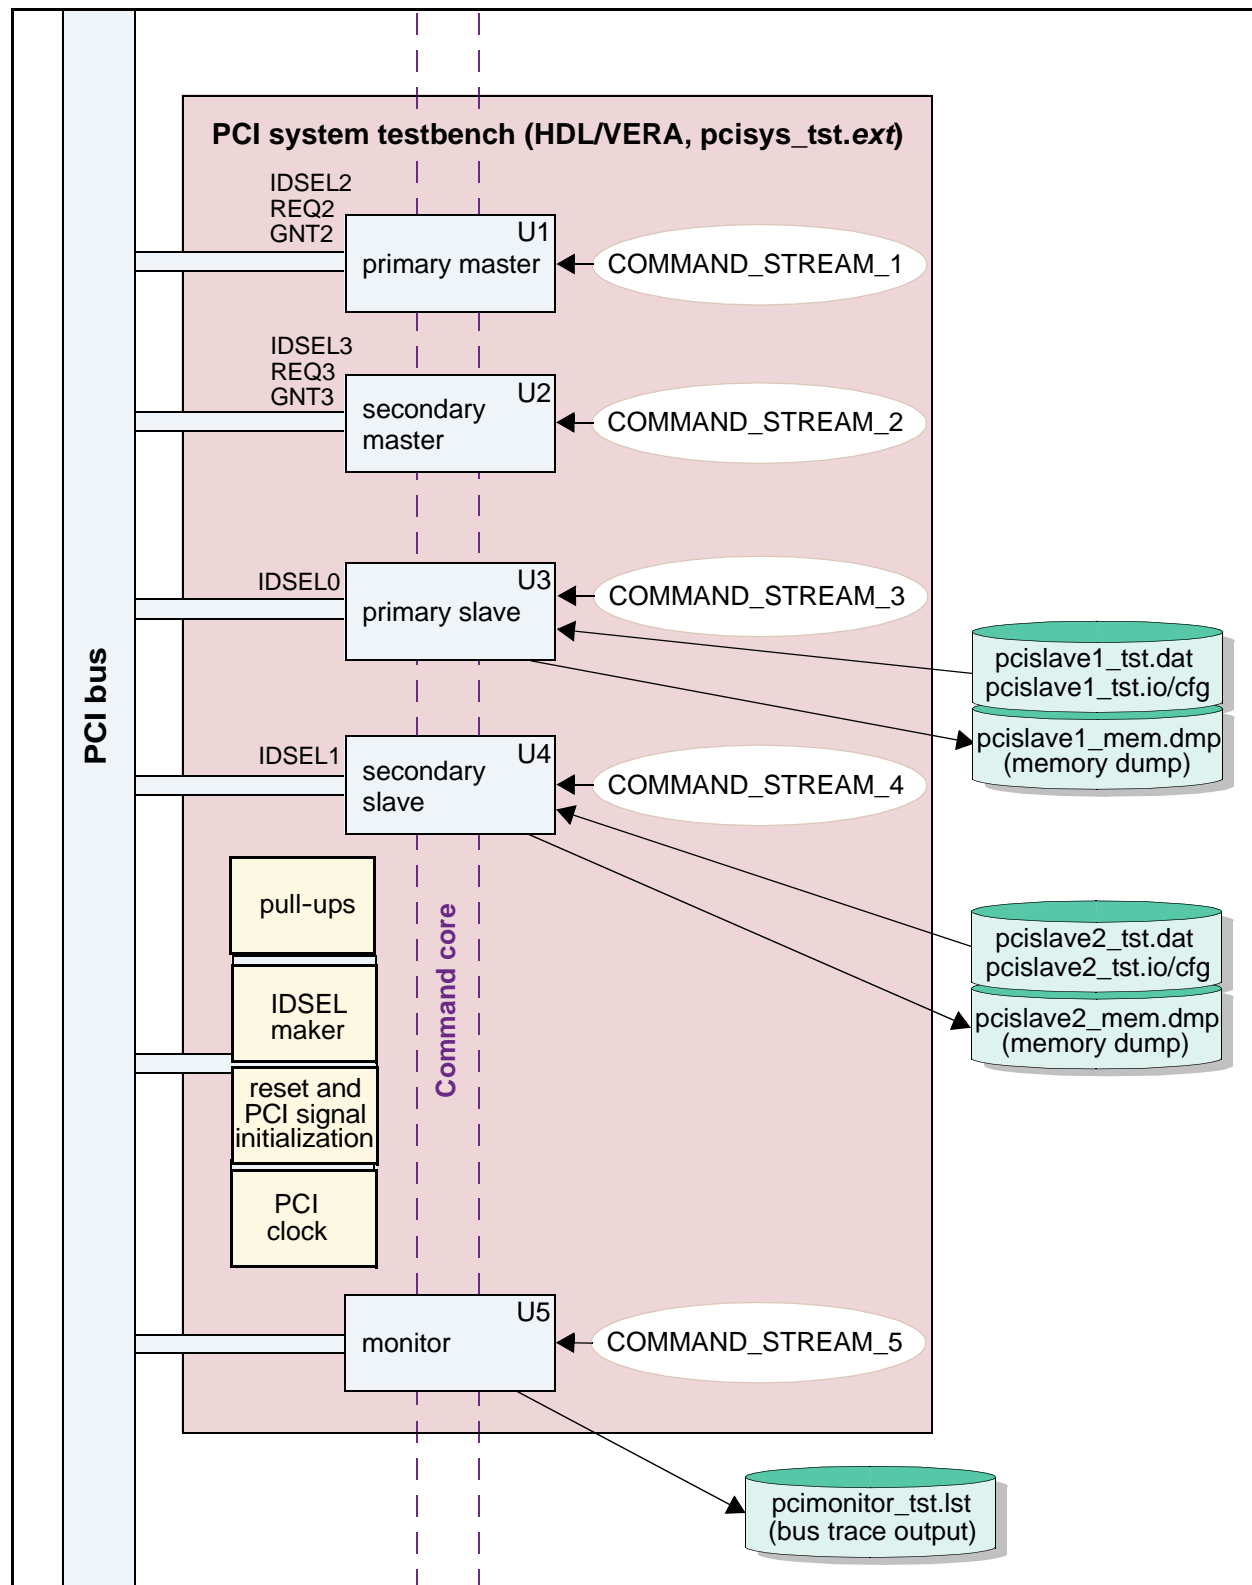 PCI system testbench (HDL/VERA, pcisys_tst.ext)
IDSEL2
REQ2
GNT2
U1
primary master
COMMAND_STREAM_1
IDSEL3
REQ3
GNT3
U2
secondary
master
COMMAND_STREAM_2
IDSEL0
U3
primary slave
COMMAND_STREAM_3
pcislave1_tst.dat
pcislave1_tst.io/cfg
pcislave1_mem.dmp
(memory dump)
PCI bus
IDSEL1
U4
secondary
slave
COMMAND_STREAM_4
pull-ups
Command core
pcislave2_tst.dat
pcislave2_tst.io/cfg
pcislave2_mem.dmp
(memory dump)
IDSEL
maker
reset and
PCI signal
initialization
PCI
clock
U5
monitor
COMMAND_STREAM_5
pcimonitor_tst.lst
(bus trace output)